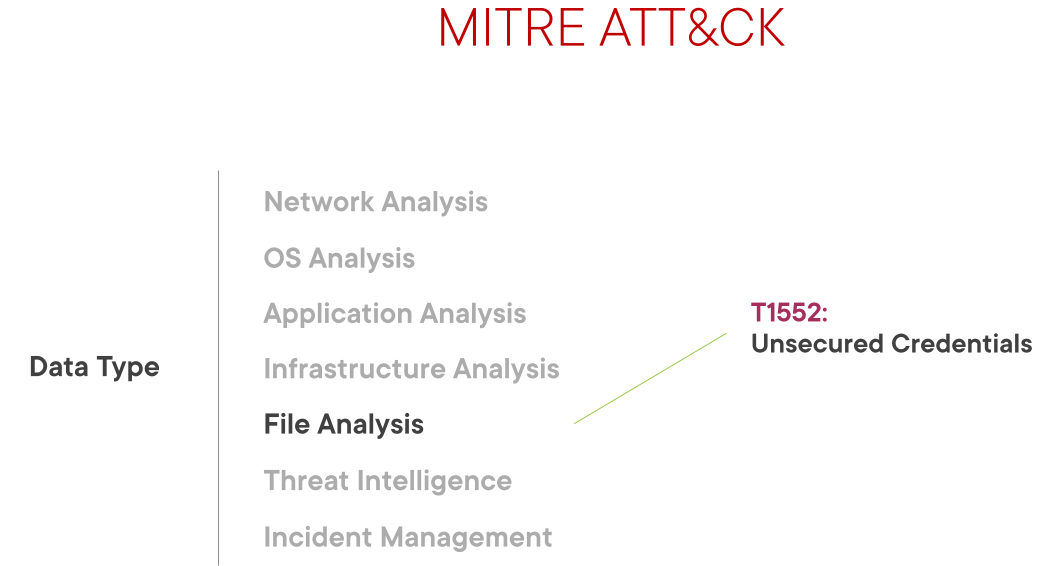 MITRE ATT&CK
Data Type
Network Analysis
OS Analysis
Application Analysis
Infrastructure Analysis
File Analysis
Threat Intelligence
Incident Management
T1552:
Unsecured Credentials